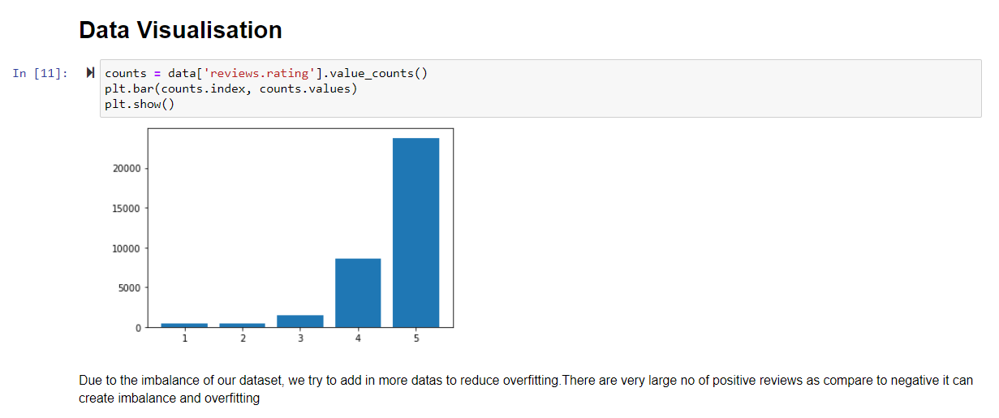 Data Visualisation
In [11]:
counts = data['reviews.rating'].value_counts()
plt.bar(counts.index, counts.values)
plt.show()
20000
15000
10000
5000
0
1 2 3 4 5
Due to the imbalance of our dataset, we try to add in more datas to reduce overfitting.There are very large no of positive reviews as compare to negative it can
create imbalance and overfitting